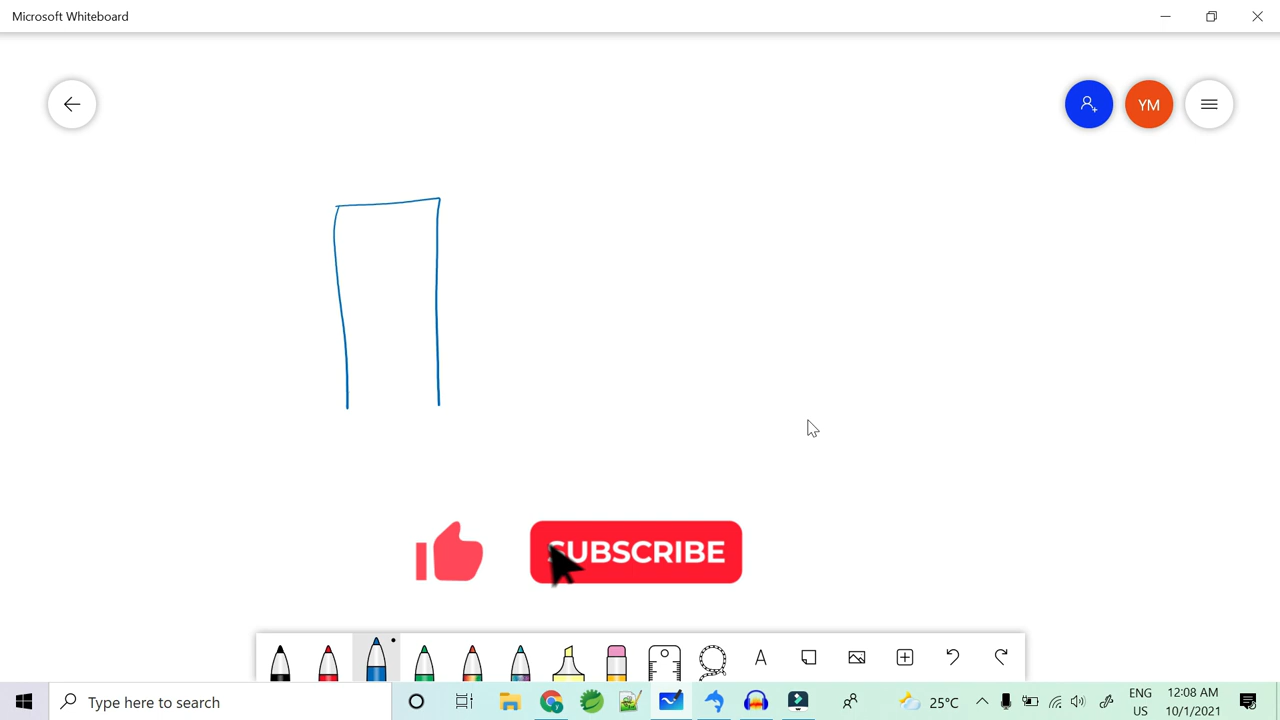 Microsoft Whiteboard
YM
SUBSCRIBE
A
Type here to search
25°C
ENG
US
12:08 AM
10/1/2021